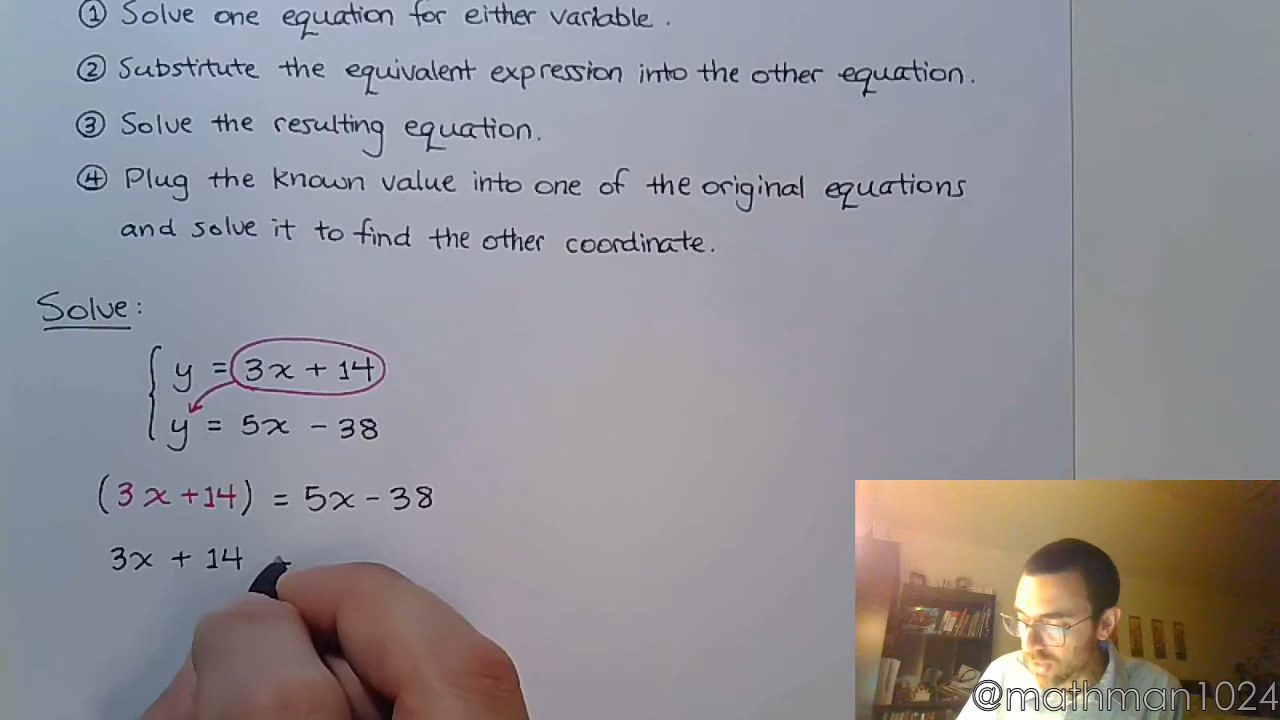 ① Solve one equation for either variable.
② Substitute the equivalent expression into the other equation.
③ Solve the resulting equation.
④ Plug the known value into one of the original equations
and solve it to find the other coordinate.
Solve:
y = 3x + 14
y = 5x - 38
(3x+14) = 5x - 38
3x + 14
@mathman1024